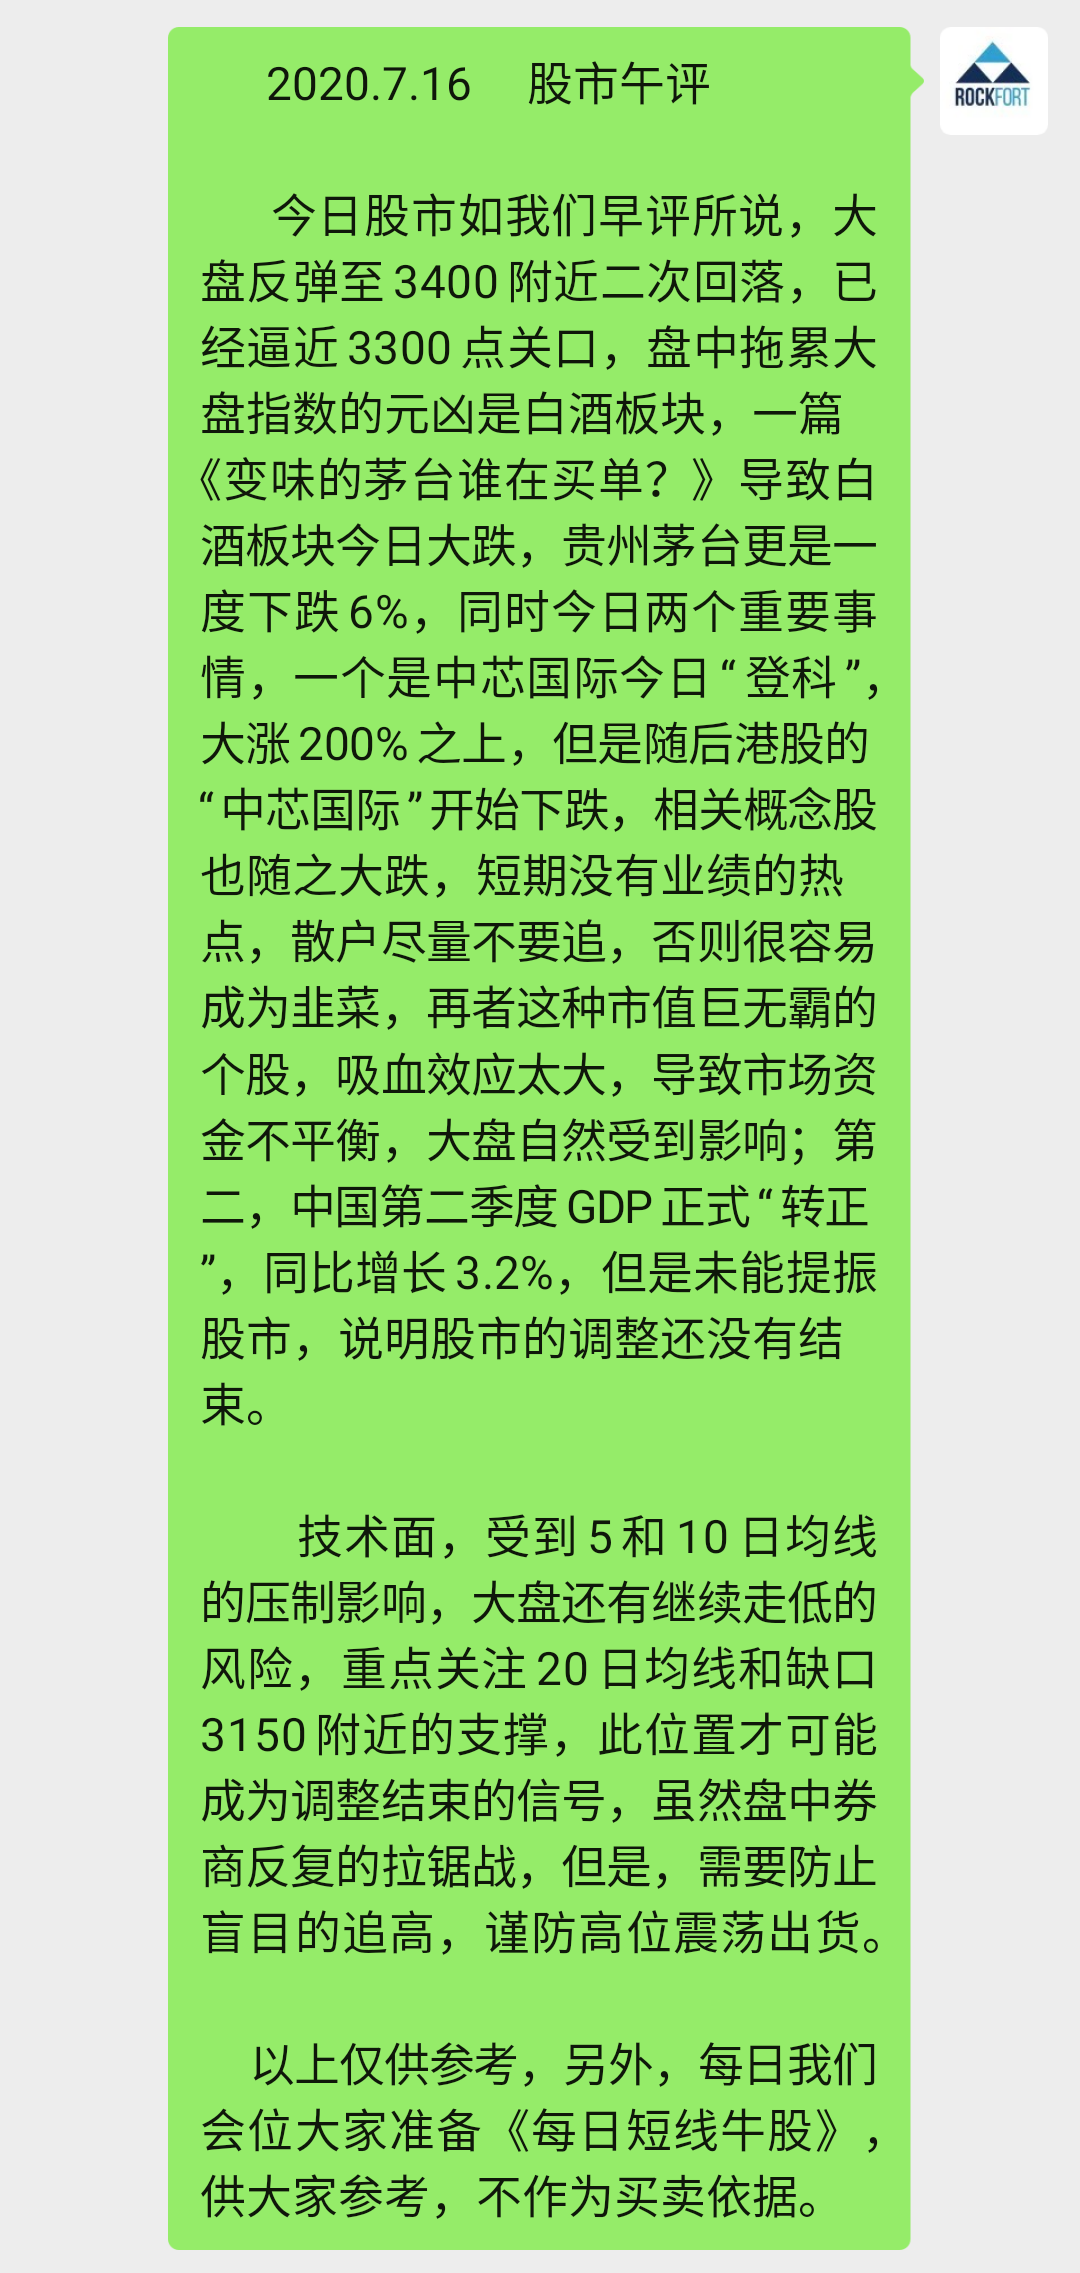 2020.7.16 股市午评
ROCKFORT
今日股市如我们早评所说，大
盘反弹至3400附近二次回落，已
经逼近3300点关口，盘中拖累大
盘指数的元凶是白酒板块，一篇
《变味的茅台谁在买单？》导致白
酒板块今日大跌，贵州茅台更是一
度下跌6%，同时今日两个重要事
情，一个是中芯国际今日“登科”，
大涨200%之上，但是随后港股的
“中芯国际”开始下跌，相关概念股
也随之大跌，短期没有业绩的热
点，散户尽量不要追，否则很容易
成为韭菜，再者这种市值巨无霸的
个股，吸血效应太大，导致市场资
金不平衡，大盘自然受到影响；第
二，中国第二季度GDP正式“转正
”，同比增长3.2%，但是未能提振
股市，说明股市的调整还没有结
束。
技术面，受到5和10日均线
的压制影响，大盘还有继续走低的
风险，重点关注20日均线和缺口
3150附近的支撑，此位置才可能
成为调整结束的信号，虽然盘中券
商反复的拉锯战，但是，需要防止
盲目的追高，谨防高位震荡出货。
以上仅供参考，另外，每日我们
会位大家准备《每日短线牛股》，
供大家参考，不作为买卖依据。